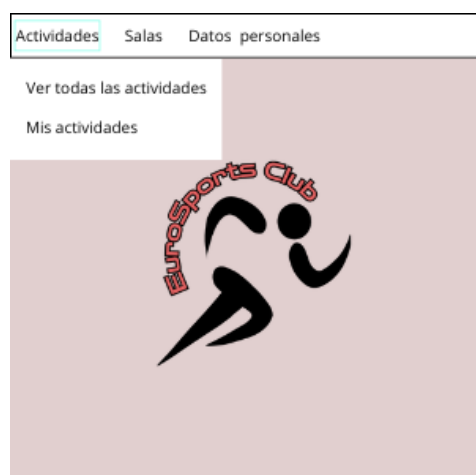 Actividades Salas Datos personales
Ver todas las actividades
Mis actividades
EuroSports Club